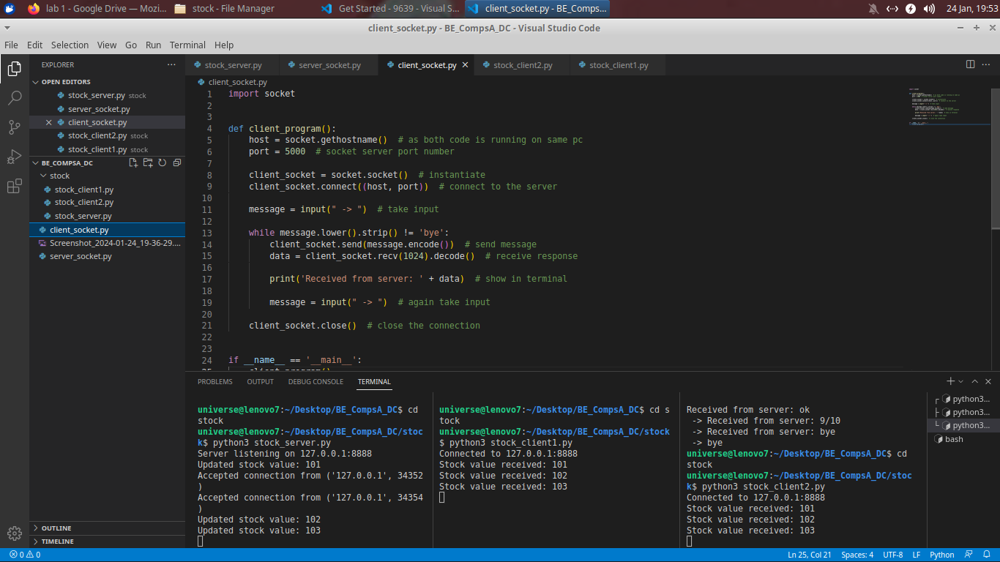 lab 1 - Google Drive — Mozi...
stock - File Manager
Get Started - 9639 - Visual S...
client_socket.py - BE_Comps...
24 Jan, 19:53
client_socket.py - BE_CompsA_DC - Visual Studio Code
File Edit Selection View Go Run Terminal Help
EXPLORER
OPEN EDITORS
stock_server.py stock
server_socket.py
client_socket.py
stock_client2.py stock
stock_client1.py stock
BE_COMPSA_DC
stock
stock_client1.py
stock_client2.py
stock_server.py
client_socket.py
Screenshot_2024-01-24_19-36-29....
server_socket.py
OUTLINE
TIMELINE
stock_server.py
server_socket.py
client_socket.py
stock_client2.py
stock_client1.py
client_socket.py
1 import socket
2
3
4 def client_program():
5 host = socket.gethostname() # as both code is running on same pc
6 port = 5000 # socket server port number
7
8 client_socket = socket.socket() # instantiate
9 client_socket.connect((host, port)) # connect to the server
10
11 message = input(" -> ") # take input
12
13 while message.lower().strip() != 'bye':
14 client_socket.send(message.encode()) # send message
15 data = client_socket.recv(1024).decode() # receive response
16
17 print('Received from server: ' + data) # show in terminal
18
19 message = input(" -> ") # again take input
20
21 client_socket.close() # close the connection
22
23
24 if __name__ == '__main__':
25 client_program()
PROBLEMS OUTPUT DEBUG CONSOLE TERMINAL
universe@lenovo7:~/Desktop/BE_CompsA_DC$ cd
stock
universe@lenovo7:~/Desktop/BE_CompsA_DC/stoc
k$ python3 stock_server.py
Server listening on 127.0.0.1:8888
Updated stock value: 101
Accepted connection from ('127.0.0.1', 34352
)
Accepted connection from ('127.0.0.1', 34354
)
Updated stock value: 102
Updated stock value: 103
universe@lenovo7:~/Desktop/BE_CompsA_DC$ cd s
tock
universe@lenovo7:~/Desktop/BE_CompsA_DC/stock
$ python3 stock_client1.py
Connected to 127.0.0.1:8888
Stock value received: 101
Stock value received: 102
Stock value received: 103
Received from server: ok
-> Received from server: 9/10
-> Received from server: bye
-> bye
universe@lenovo7:~/Desktop/BE_CompsA_DC$ cd
stock
universe@lenovo7:~/Desktop/BE_CompsA_DC/stoc
k$ python3 stock_client2.py
Connected to 127.0.0.1:8888
Stock value received: 101
Stock value received: 102
Stock value received: 103
python3...
python3...
python3...
bash
0 0
Ln 25, Col 21 Spaces: 4 UTF-8 LF Python